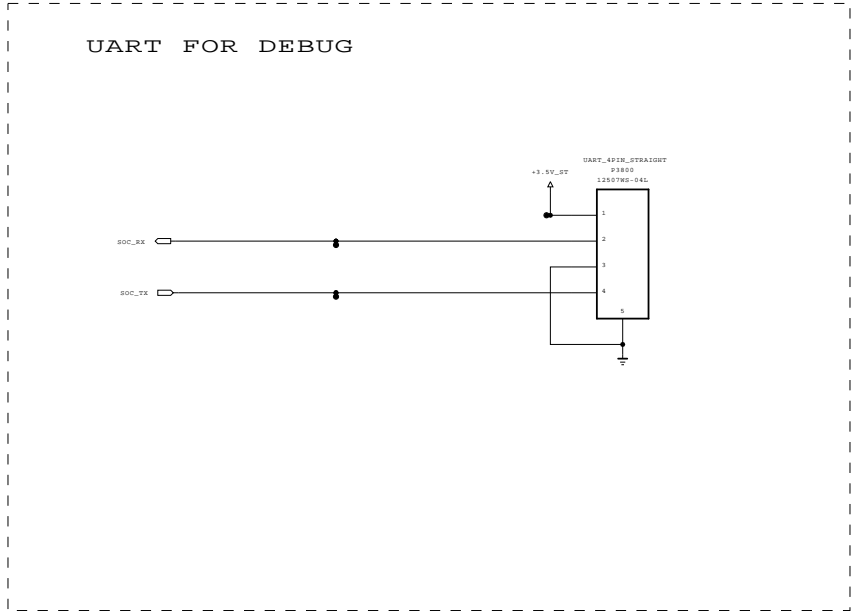 UART FOR DEBUG
UART_4PIN_STRAIGHT
P3800
12507WS-04L
+3.5V_ST
1
SOC_RX
2
3
SOC_TX
4
5